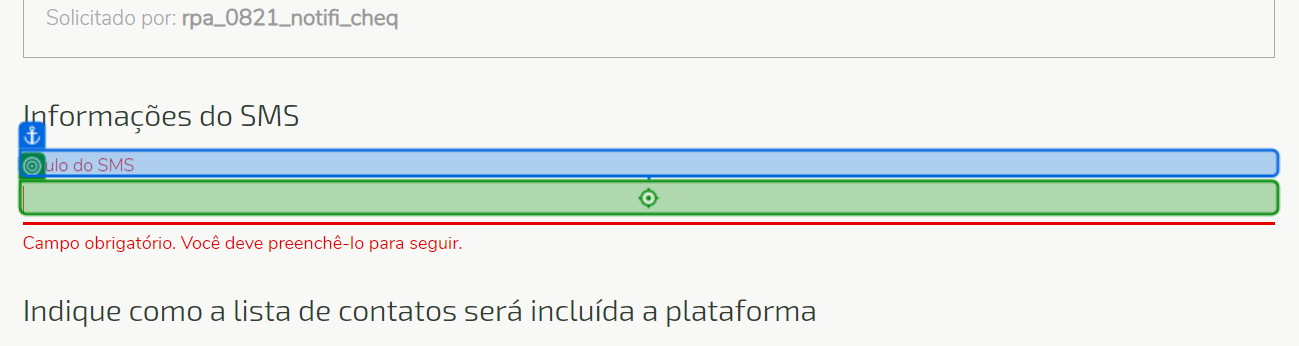 Solicitado por: rpa_0821_notifi_cheq
Informações do SMS
ulo do SMS
Campo obrigatório. Você deve preenchê-lo para seguir.
Indique como a lista de contatos será incluída a plataforma